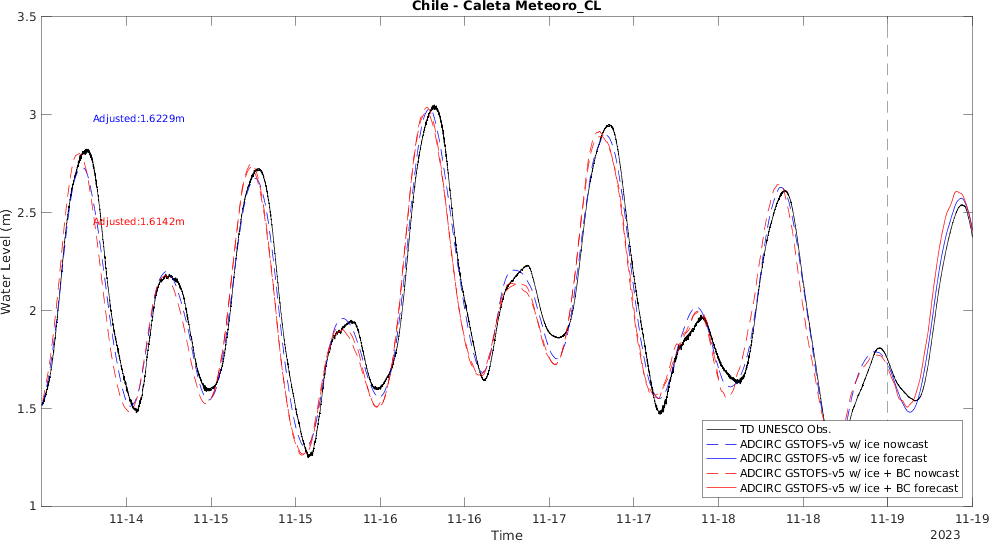 Chile - Caleta Meteoro_CL
3.5
3
2.5
2
1.5
1
Water Level (m)
Adjusted:1.6229m
Adjusted:1.6142m
TD UNESCO Obs.
ADCIRC GSTOFS-v5 w/ ice nowcast
ADCIRC GSTOFS-v5 w/ ice forecast
ADCIRC GSTOFS-v5 w/ ice + BC nowcast
ADCIRC GSTOFS-v5 w/ ice + BC forecast
11-14 11-15 11-15 11-16 11-16 11-17 11-17 11-18 11-18 11-19 11-19
Time
2023